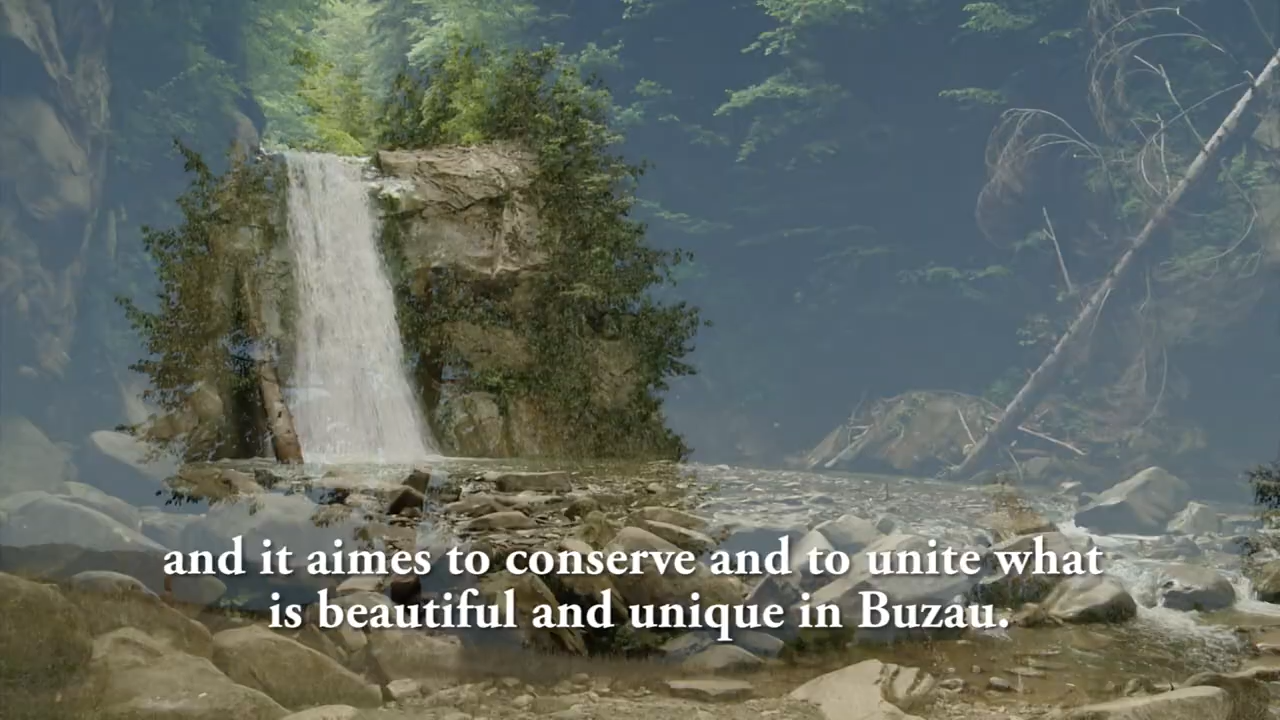 and it aimes to conserve and to unite what
is beautiful and unique in Buzau.